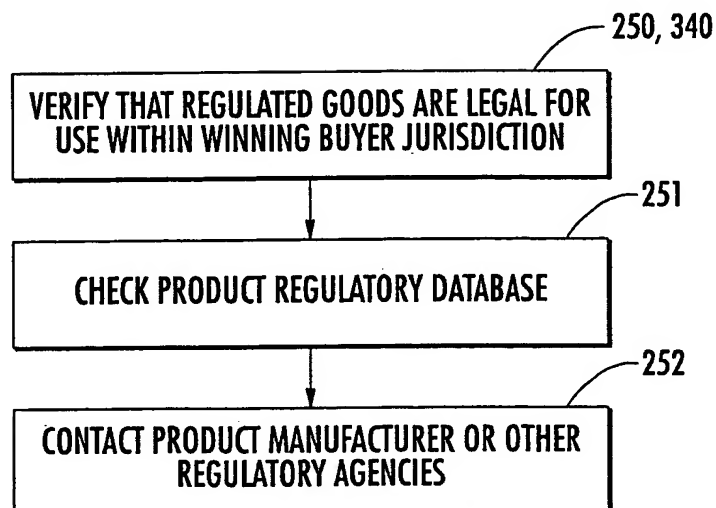 250, 340
VERIFY THAT REGULATED GOODS ARE LEGAL FOR
USE WITHIN WINNING BUYER JURISDICTION
251
CHECK PRODUCT REGULATORY DATABASE
252
CONTACT PRODUCT MANUFACTURER OR OTHER
REGULATORY AGENCIES